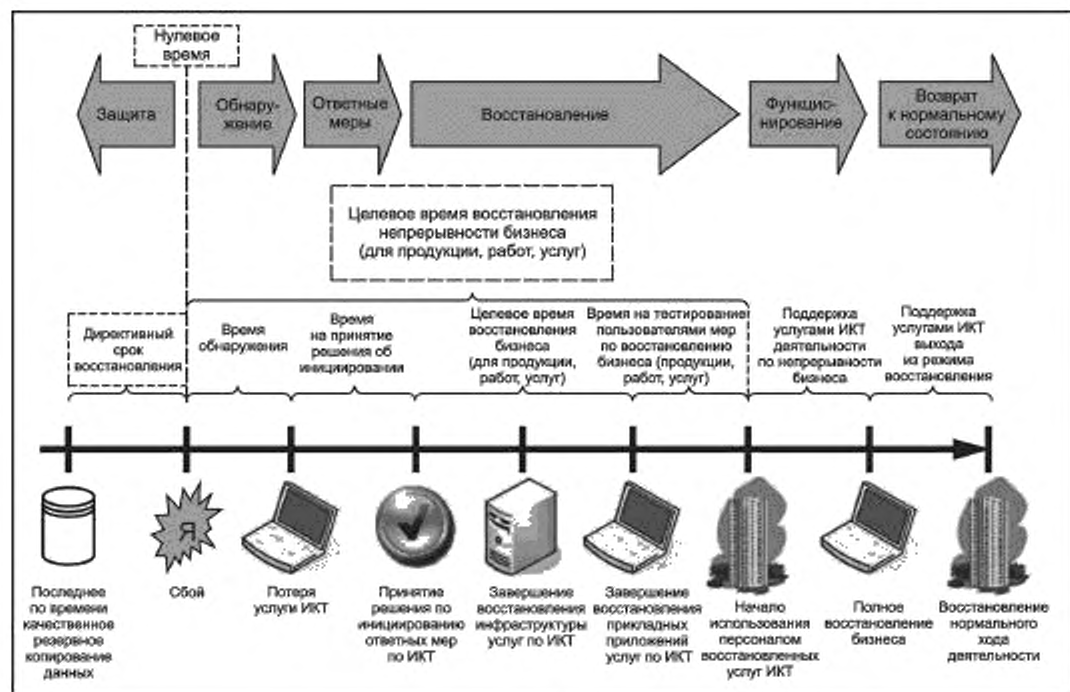 Нулевое
время
Защита
Обнару-
жение
Ответные
меры
Восстановление
Функцио-
нирование
Возврат
к нормальному
состоянию
Целевое время восстановления
непрерывности бизнеса
(для продукции, работ, услуг)
Директивный
срок
восстановления
Время
обнаружения
Время
на принятие
решения об
инициировании
Целевое время
восстановления
бизнеса
(для продукции,
работ, услуг)
Время на тестирование
пользователями мер
по восстановлению
бизнеса (продукции,
работ, услуг)
Поддержка
услугами ИКТ
деятельности
по непрерывности
бизнеса
Поддержка
услугами ИКТ
выхода
из режима
восстановления
Я
Последнее
по времени
качественное
резервное
копирование
данных
Сбой
Потеря
услуги ИКТ
Принятие
решения по
инициированию
ответных мер
по ИКТ
Завершение
восстановления
инфраструктуры
услуг по ИКТ
Завершение
восстановления
прикладных
приложений
услуг по ИКТ
Начало
использования
персоналом
восстановленных
услуг ИКТ
Полное
восстановление
бизнеса
Восстановление
нормального
хода
деятельности